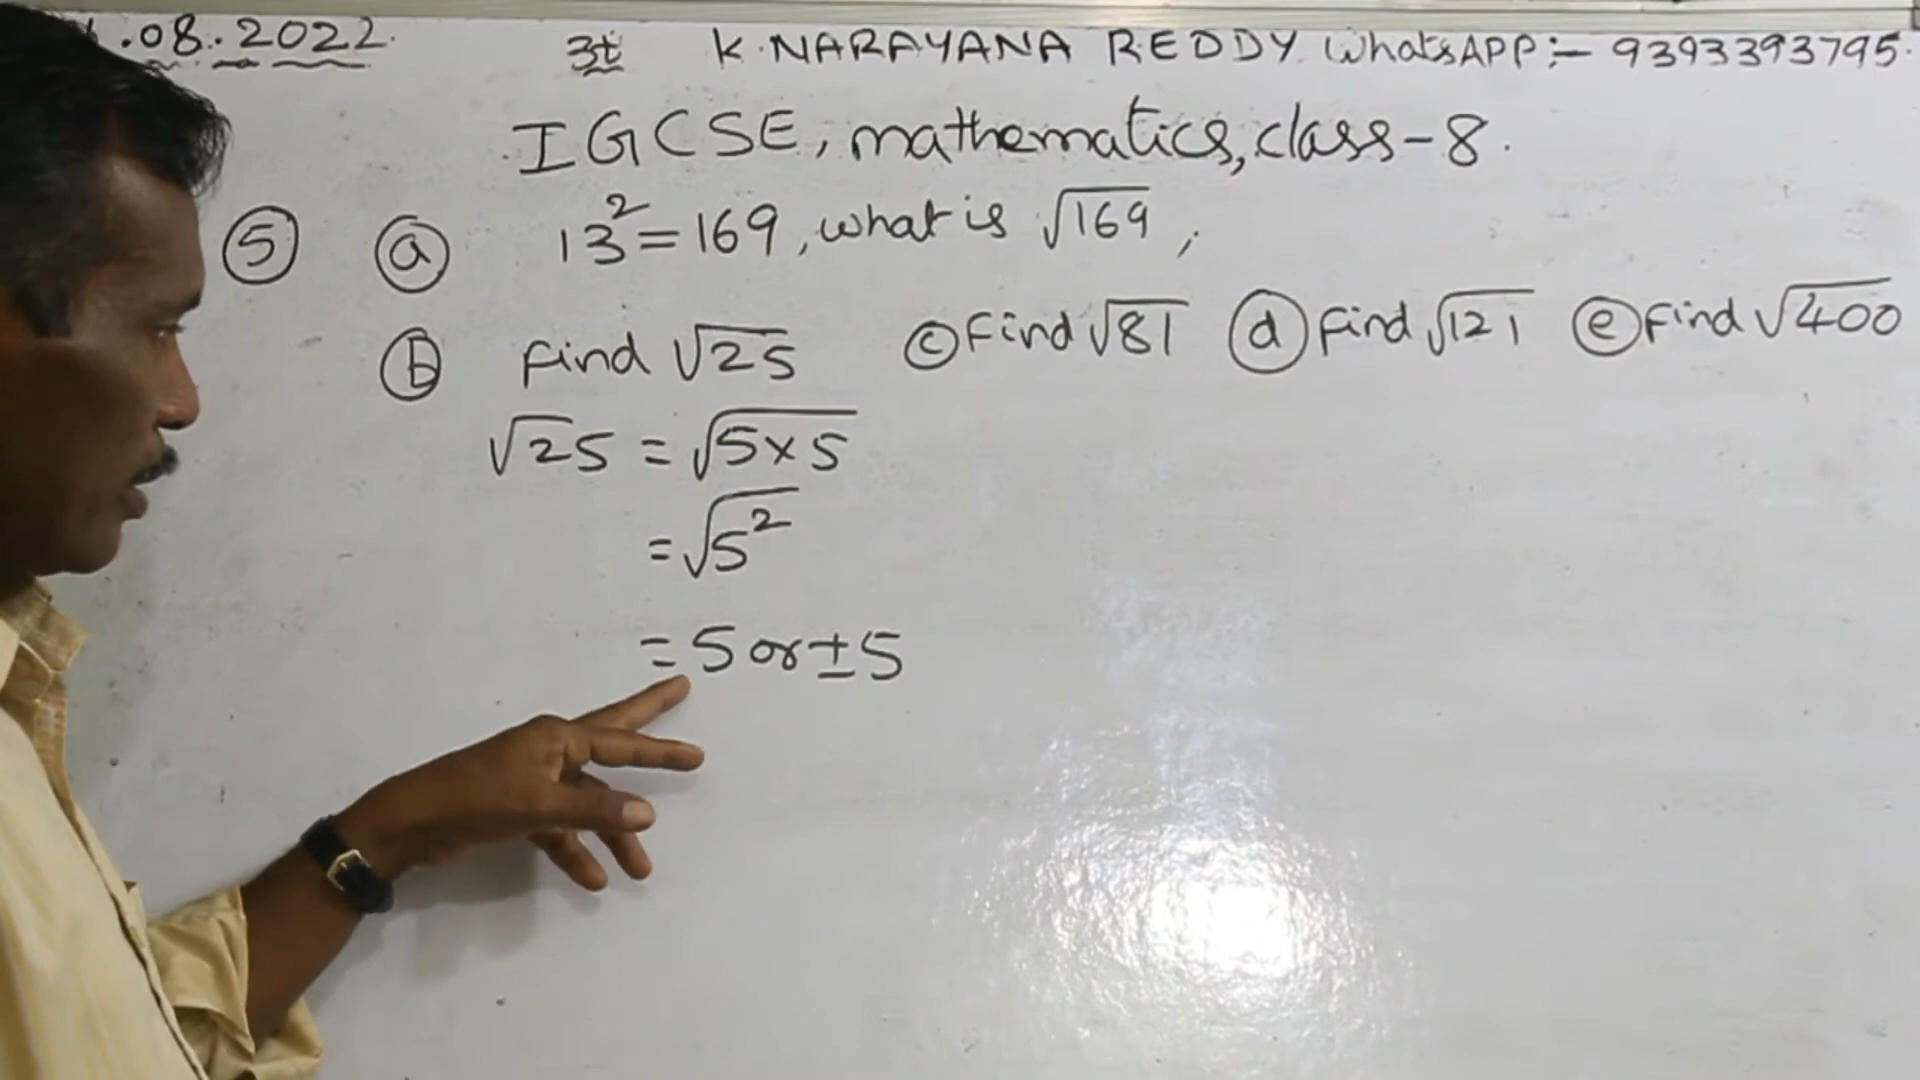 .08.2022. 3t K.NARAYANA REDDY WhatsAPP:- 9393393795.
IGCSE, mathematics, class-8.
⑤ ⓐ 13²=169, what is √169,
ⓑ Find √25 ⓒ Find √81 ⓓ Find √121 ⓔ Find √400
√25 = √5×5
= √5²
= 5 or ±5